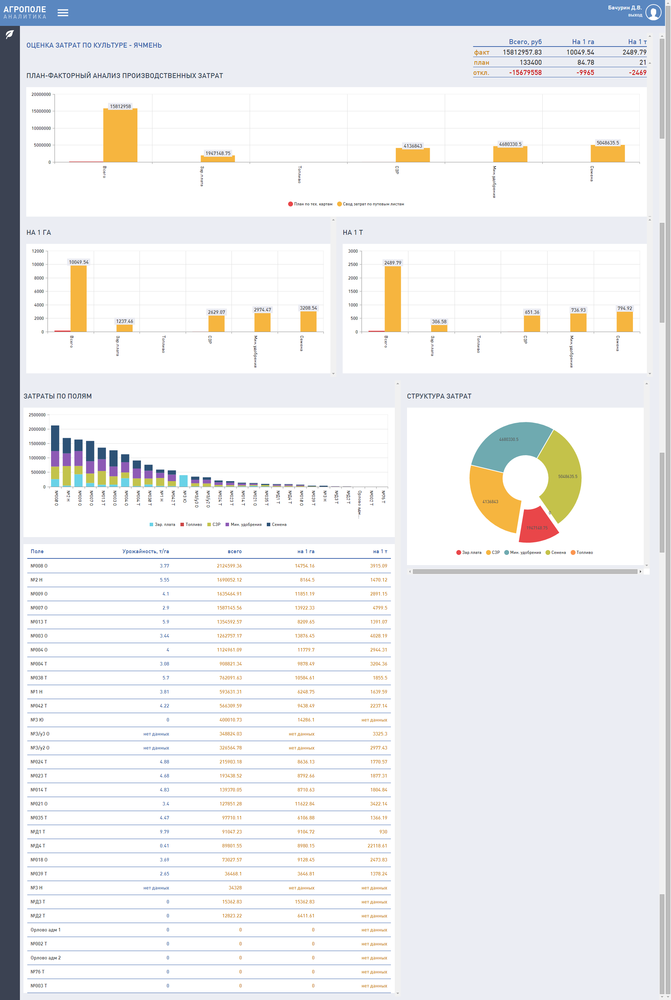 АГРОПОЛЕ
АНАЛИТИКА
Бачурин Д.В.
выход
ОЦЕНКА ЗАТРАТ ПО КУЛЬТУРЕ - ЯЧМЕНЬ
Всего, руб На 1 га На 1 т
факт 15812957.83 10049.54 2489.79
план 133400 84.78 21
откл. -15679558 -9965 -2469
ПЛАН-ФАКТОРНЫЙ АНАЛИЗ ПРОИЗВОДСТВЕННЫХ ЗАТРАТ
20000000
15000000
10000000
5000000
0
15812958
1947148.75
4136843
4680330.5
5048635.5
Всего
Зар.плата
Топливо
СЗР
Мин.удобрения
Семена
План по тех. картам Свод затрат по путевым листам
НА 1 ГА
12000
10000
8000
6000
4000
2000
0
10049.54
1237.46
2629.07
2974.47
3208.54
Всего
Зар.плата
Топливо
СЗР
Мин.удобрения
Семена
НА 1 Т
3000
2500
2000
1500
1000
500
0
2489.79
306.58
651.36
736.93
794.92
Всего
Зар.плата
Топливо
СЗР
Мин.удобрения
Семена
ЗАТРАТЫ ПО ПОЛЯМ
2500000
2000000
1500000
1000000
500000
0
№008 О
№2 Н
№009 О
№007 О
№013 Т
№003 О
№004 О
№004 Т
№038 Т
№1 Н
№042 Т
№3 Ю
№3/у3 О
№3/у2 О
№024 Т
№023 Т
№014 Т
№021 О
№035 Т
№Д1 Т
№Д4 Т
№018 О
№039 Т
№3 Н
№Д3 Т
№Д2 Т
Орлово адм...
№002 Т
№76 Т
Зар. плата Топливо СЗР Мин. удобрения Семена
СТРУКТУРА ЗАТРАТ
4680330.5
5048635.5
4136843
0
1947148.75
Зар.плата СЗР Мин. удобрения Семена Топливо
Поле Урожайность, т/га всего на 1 га на 1 т
№008 О 3.77 2124599.36 14754.16 3915.09
№2 Н 5.55 1690052.12 8164.5 1470.12
№009 О 4.1 1635464.91 11851.19 2891.15
№007 О 2.9 1587145.56 13922.33 4799.5
№013 Т 5.9 1354592.57 8209.65 1391.07
№003 О 3.44 1262757.17 13876.45 4028.19
№004 О 4 1124961.09 11779.7 2944.31
№004 Т 3.08 908821.34 9878.49 3204.36
№038 Т 5.7 762091.63 10584.61 1855.5
№1 Н 3.81 593631.31 6248.75 1639.59
№042 Т 4.22 566309.59 9438.49 2237.14
№3 Ю 0 400010.73 14286.1 нет данных
№3/у3 О нет данных 348824.03 нет данных 3325.3
№3/у2 О нет данных 326564.78 нет данных 2977.43
№024 Т 4.88 215903.18 8636.13 1770.57
№023 Т 4.68 193438.52 8792.66 1877.31
№014 Т 4.83 139370.05 8710.63 1804.84
№021 О 3.4 127851.28 11622.84 3422.14
№035 Т 4.47 97710.11 6106.88 1366.19
№Д1 Т 9.79 91047.23 9104.72 930
№Д4 Т 0.41 89801.55 8980.15 22118.61
№018 О 3.69 73027.57 9128.45 2473.83
№039 Т 2.65 36468.1 3646.81 1378.24
№3 Н нет данных 34328 нет данных нет данных
№Д3 Т 0 15362.83 15362.83 нет данных
№Д2 Т 0 12823.22 6411.61 нет данных
Орлово адм 1 0 0 0 нет данных
№002 Т 0 0 0 нет данных
Орлово адм 2 0 0 0 нет данных
№76 Т 0 0 0 нет данных
№003 Т 0 0 0 нет данных